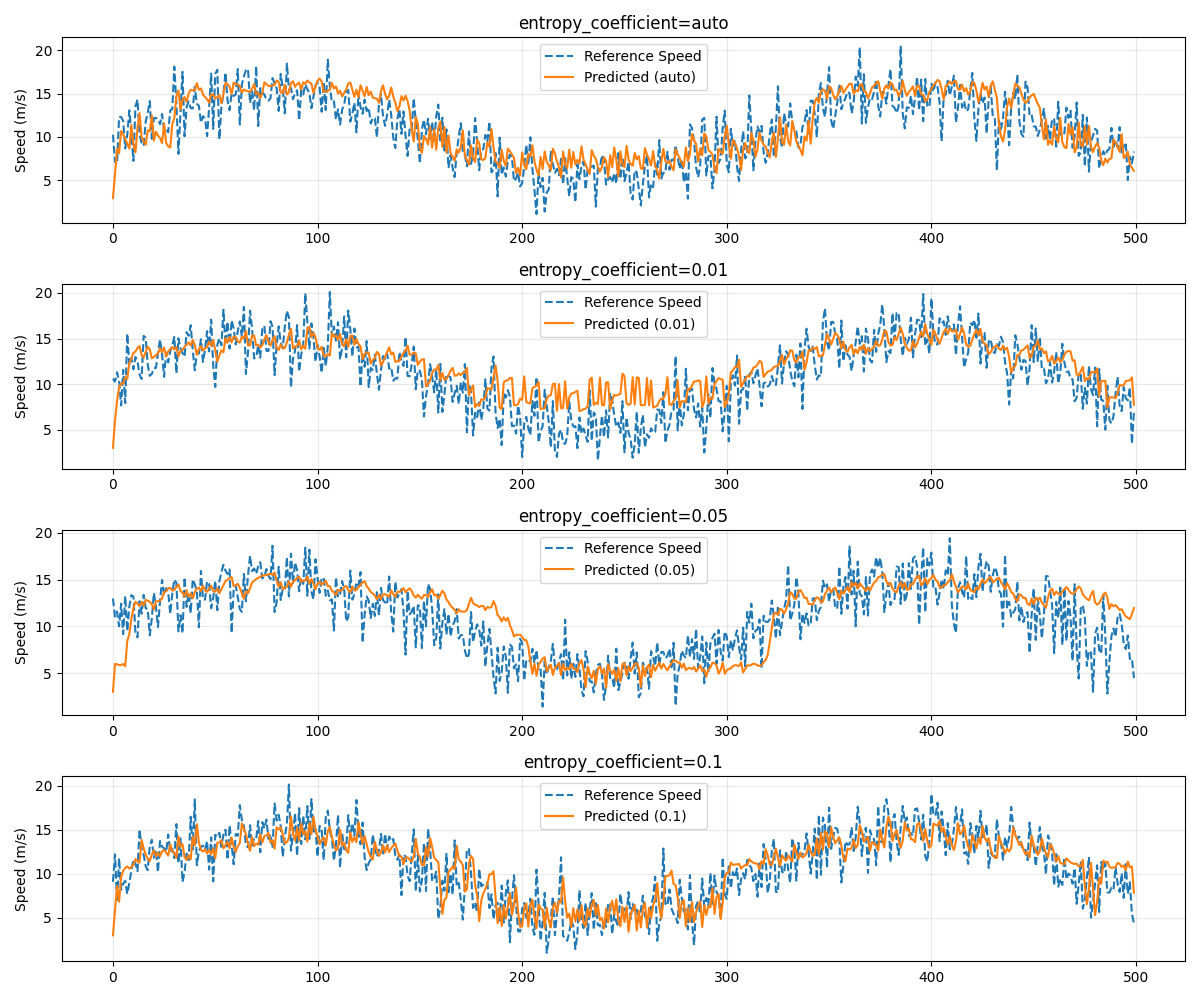 entropy_coefficient=auto
Speed (m/s)
20
15
10
5
Reference Speed
Predicted (auto)
0 100 200 300 400 500
entropy_coefficient=0.01
Speed (m/s)
20
15
10
5
Reference Speed
Predicted (0.01)
0 100 200 300 400 500
entropy_coefficient=0.05
Speed (m/s)
20
15
10
5
Reference Speed
Predicted (0.05)
0 100 200 300 400 500
entropy_coefficient=0.1
Speed (m/s)
20
15
10
5
Reference Speed
Predicted (0.1)
0 100 200 300 400 500